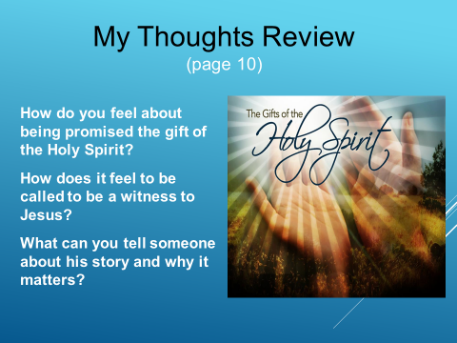 My Thoughts Review
(page 10)
How do you feel about
being promised the gift of
the Holy Spirit?
How does it feel to be
called to be a witness to
Jesus?
What can you tell someone
about his story and why it
matters?
The Gifts of the
Holy Spirit